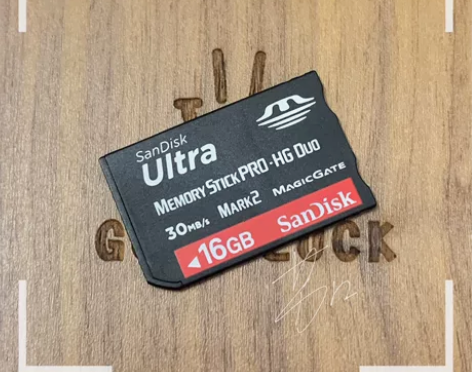 SanDisk
Ultra
MEMORY STICK PRO-HG DUO
30MB/s MARK2 MAGICGATE
16GB SanDisk